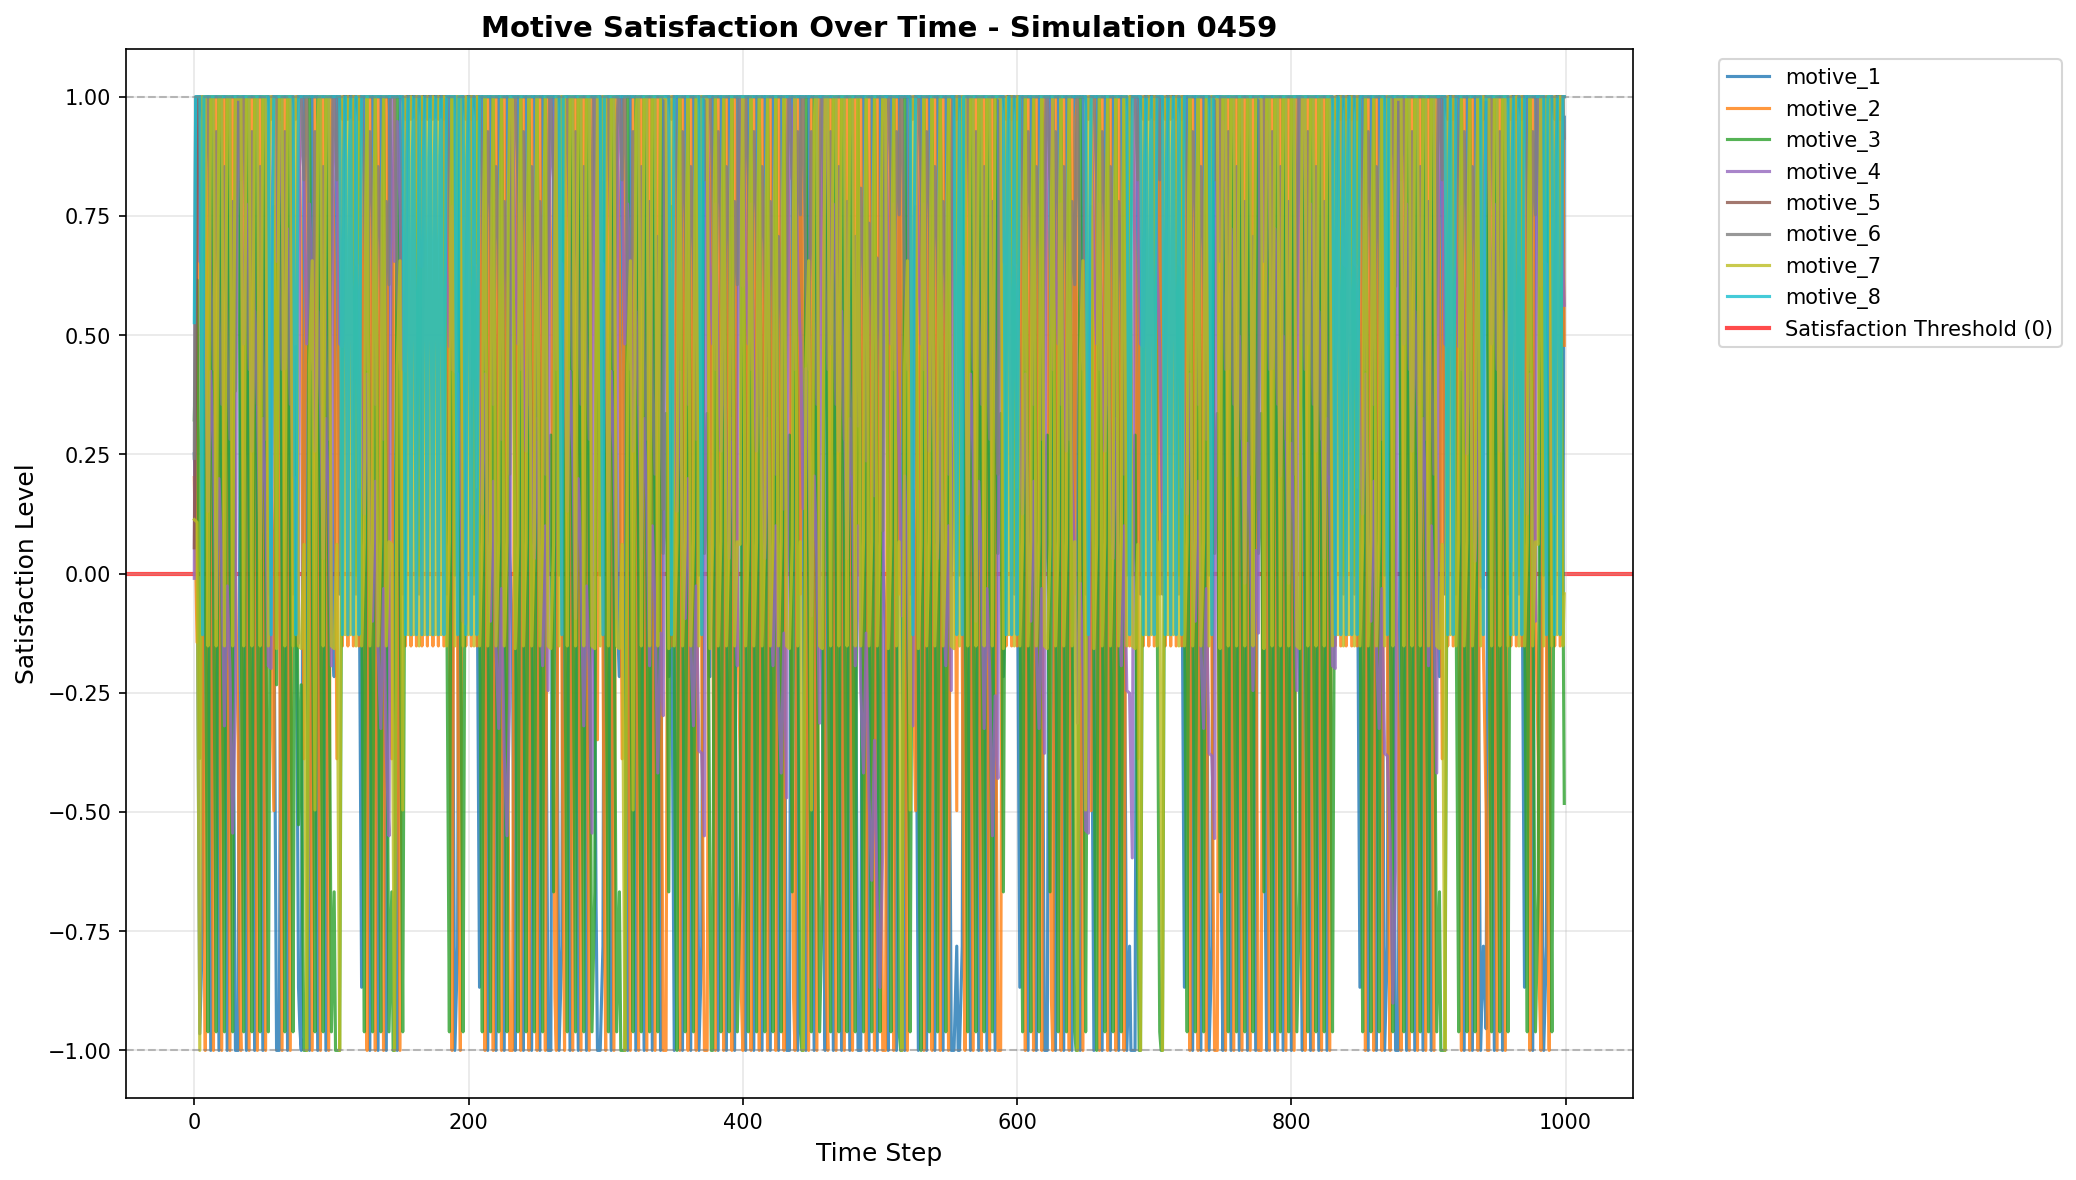 Motive Satisfaction Over Time - Simulation 0459
1.00
0.75
0.50
0.25
0.00
−0.25
−0.50
−0.75
−1.00
Satisfaction Level
0
200
400
600
800
1000
Time Step
motive_1
motive_2
motive_3
motive_4
motive_5
motive_6
motive_7
motive_8
Satisfaction Threshold (0)